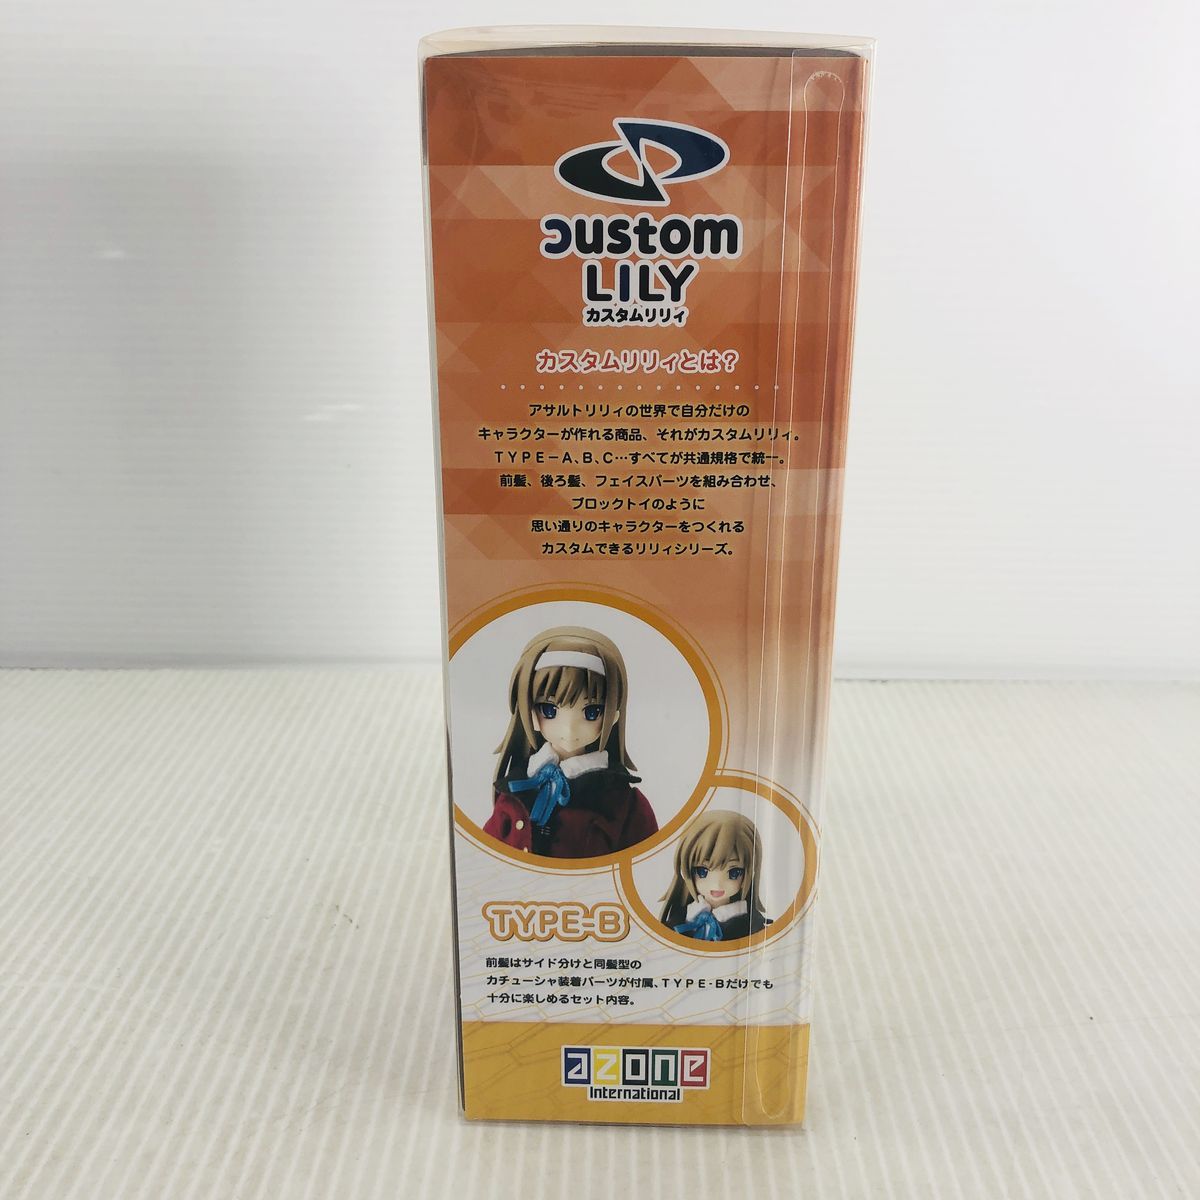 custom
LILY
カスタムリリィ
カスタムリリィとは?
アサルトリリィの世界で自分だけの
キャラクターが作れる商品、それがカスタムリリィ。
TYPE-A、B、C…すべてが共通規格で統一。
前髪、後ろ髪、フェイスパーツを組み合わせ、
ブロックトイのように
思い通りのキャラクターをつくれる
カスタムできるリリィシリーズ。
TYPE-B
前髪はサイド分けと同髪型の
カチューシャ装着パーツが付属、TYPE-Bだけでも
十分に楽しめるセット内容。
azone
International